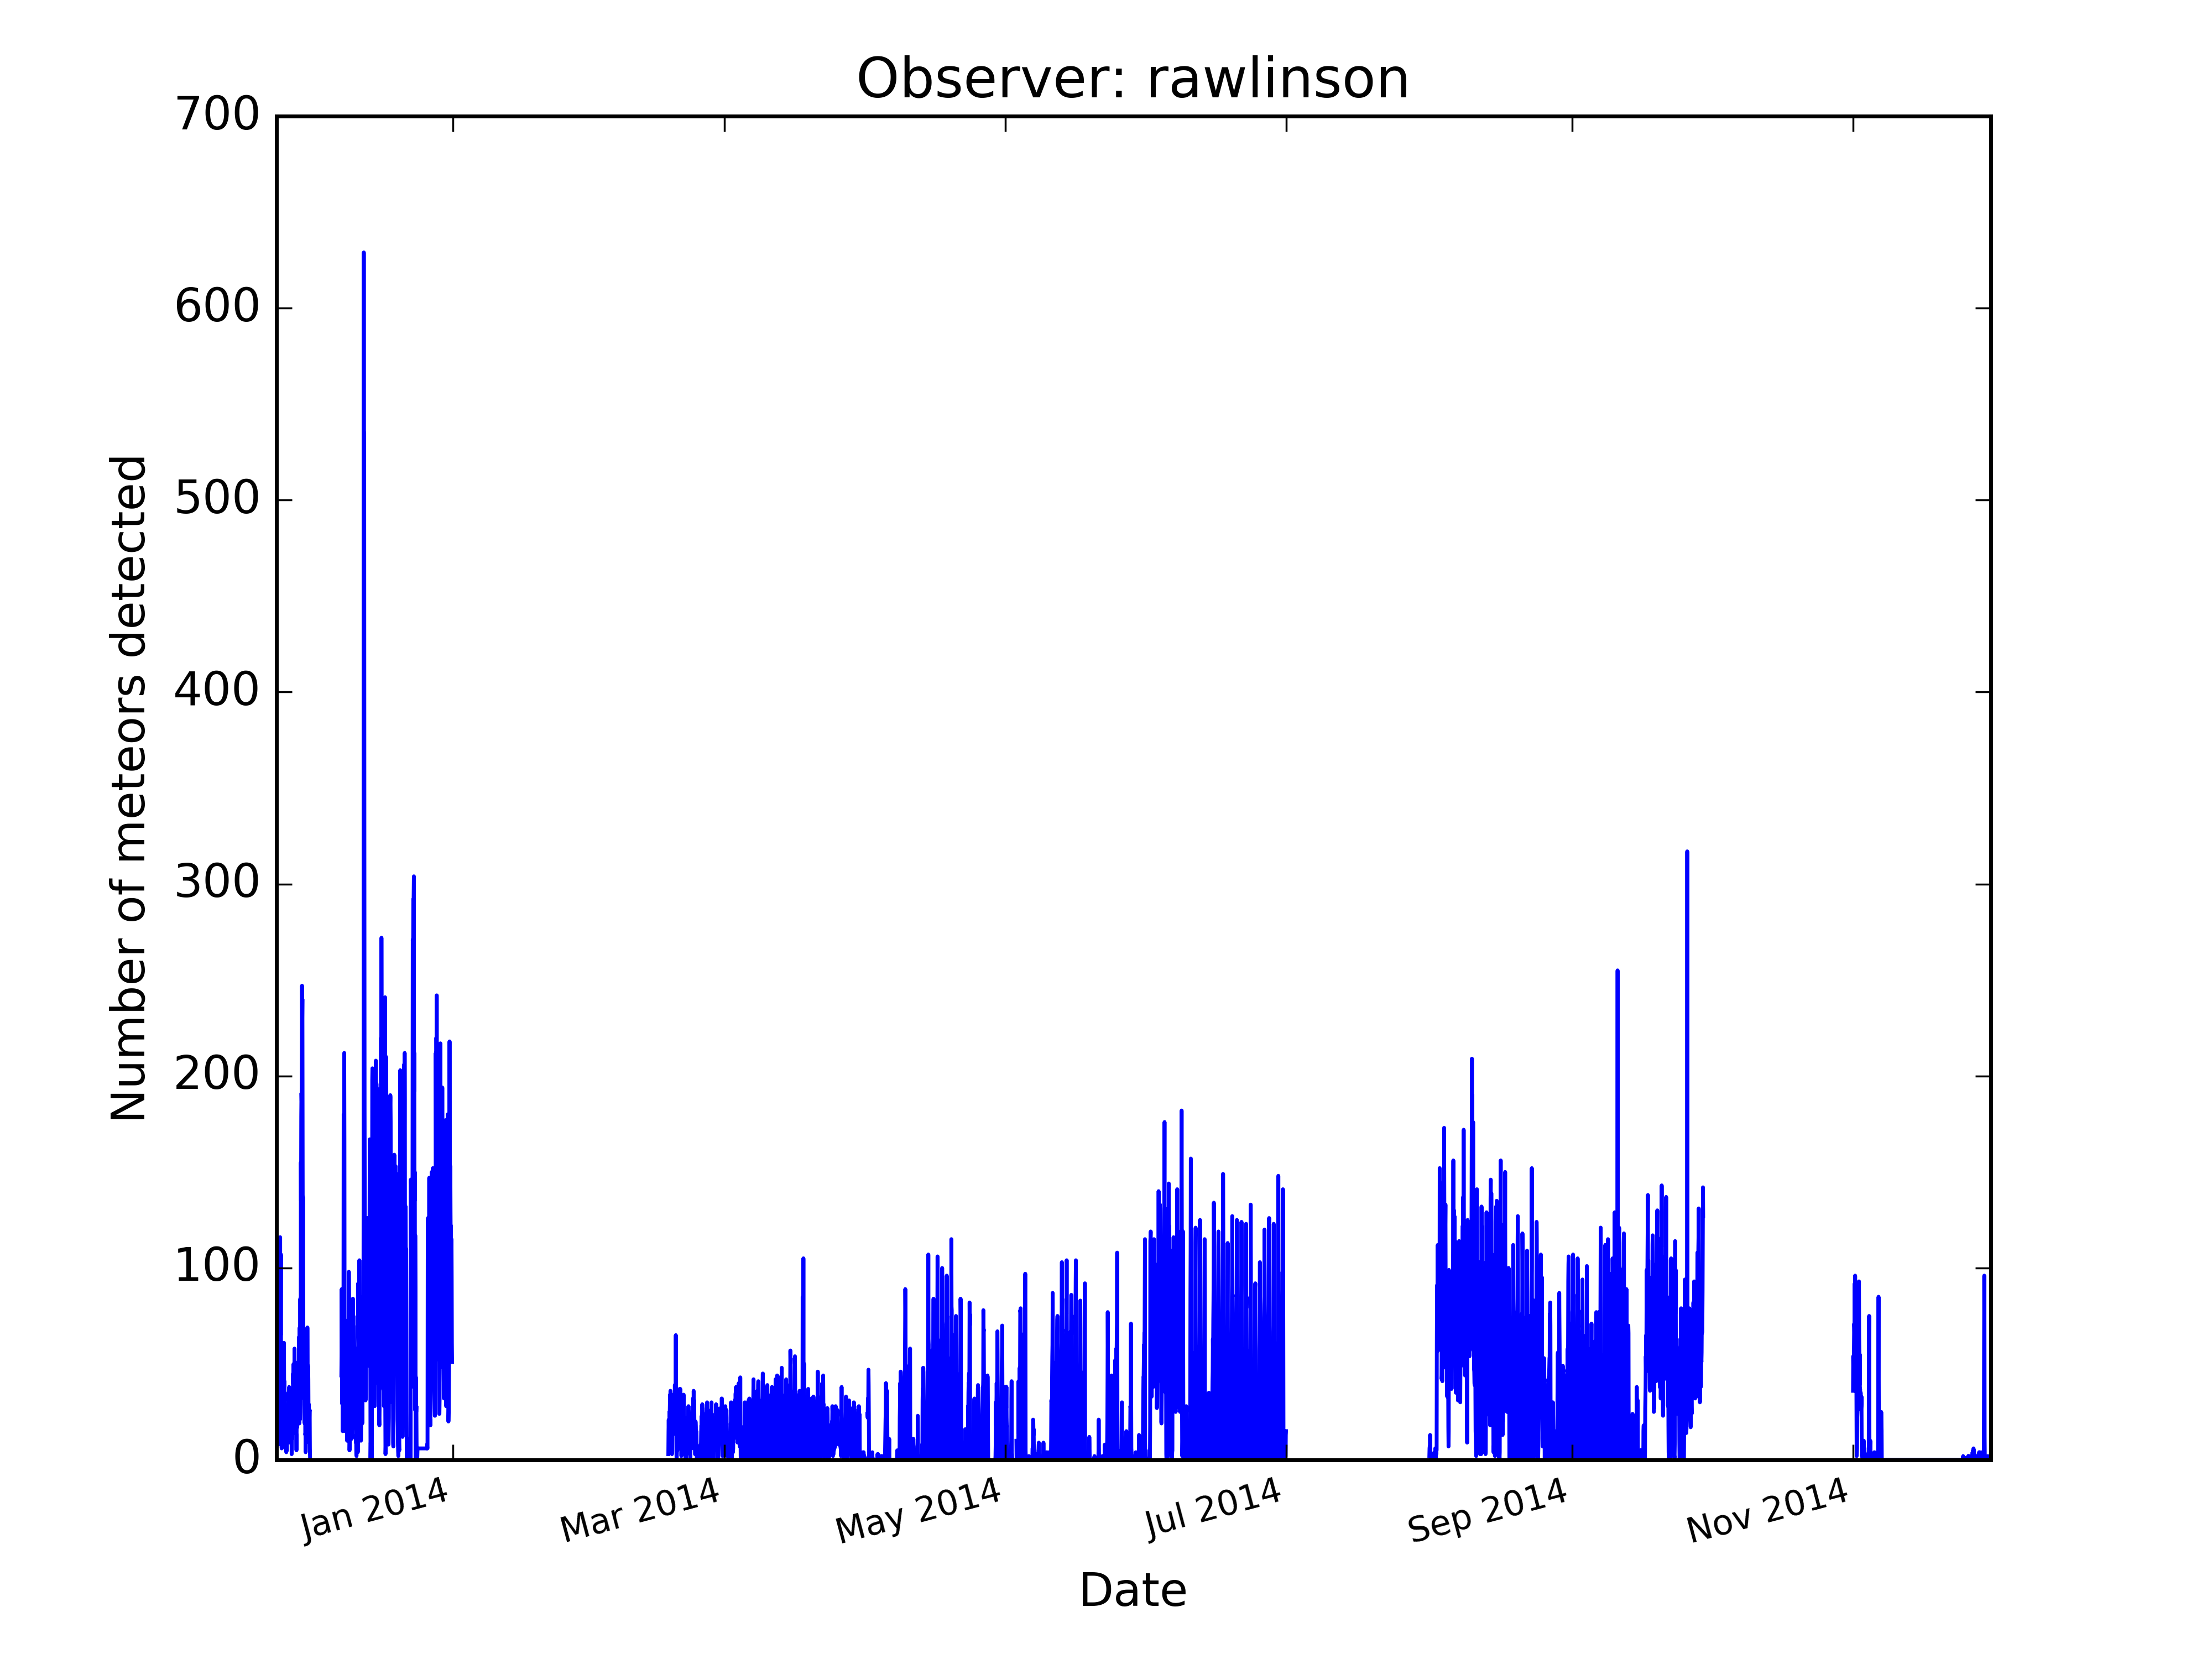 Observer: rawlinson
700
600
500
400
300
200
100
0
Number of meteors detected
Jan 2014
Mar 2014
May 2014
Jul 2014
Sep 2014
Nov 2014
Date